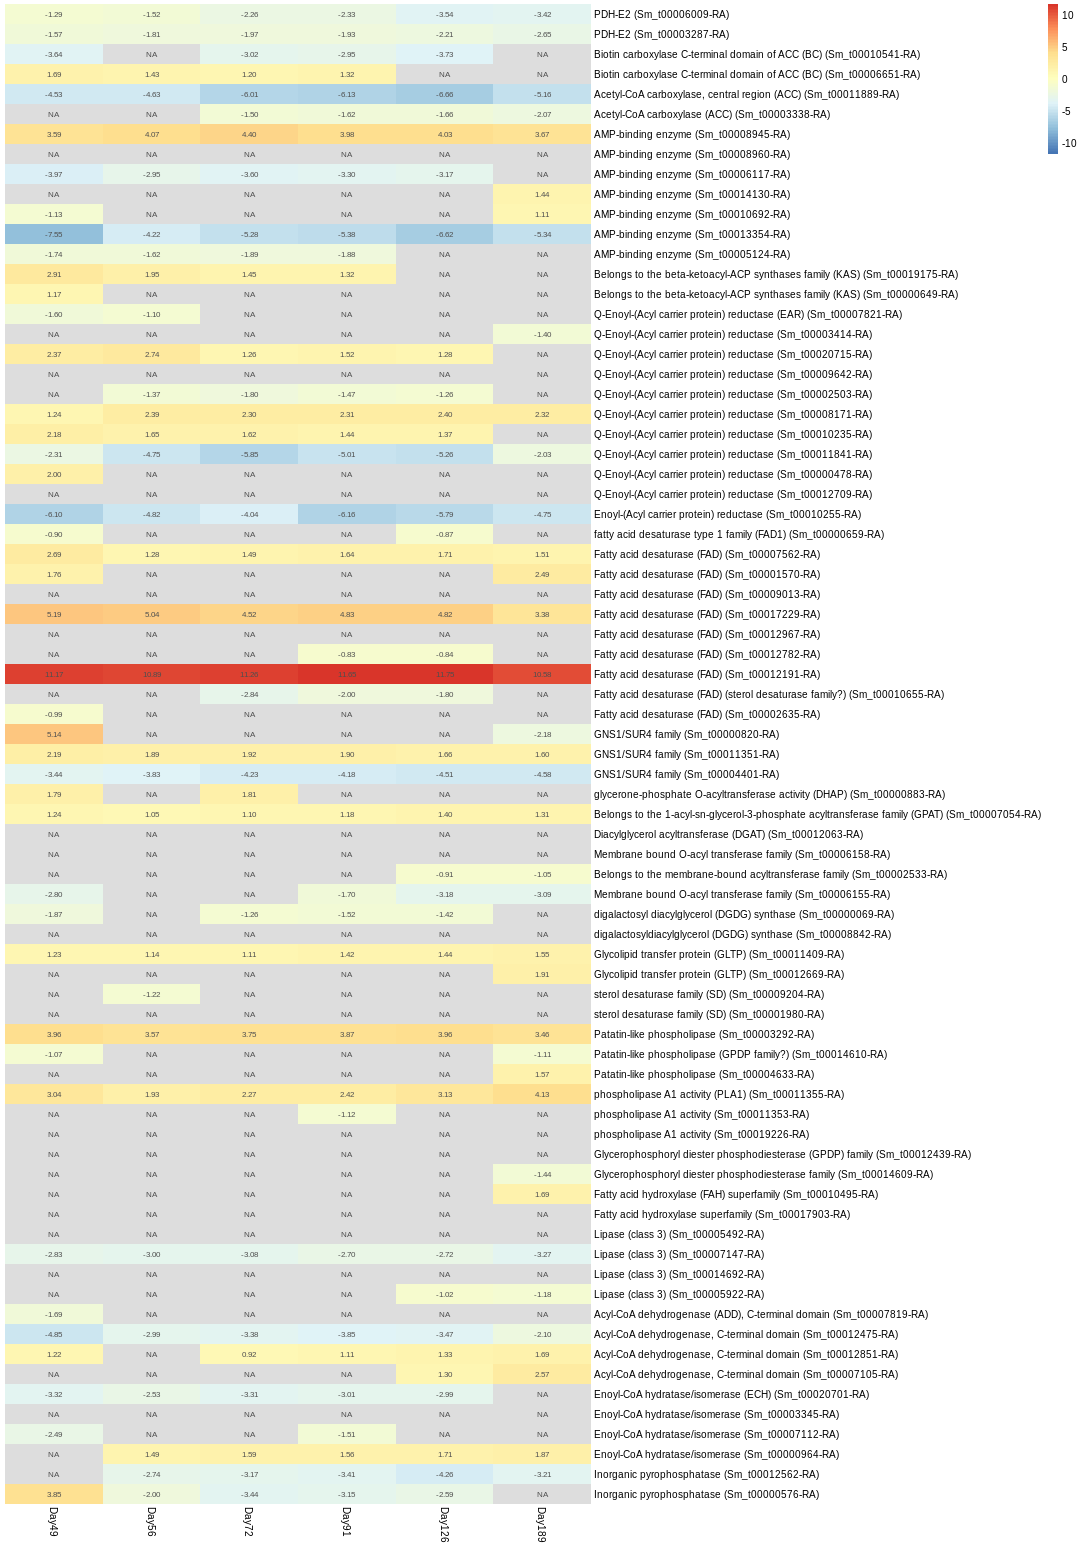 -1.29 -1.52 -2.26 -2.33 -3.54 -3.42 PDH-E2 (Sm_t00006009-RA)
-1.57 -1.81 -1.97 -1.93 -2.21 -2.65 PDH-E2 (Sm_t00003287-RA)
-3.64 NA -3.02 -2.95 -3.73 NA Biotin carboxylase C-terminal domain of ACC (BC) (Sm_t00010541-RA)
1.69 1.43 1.20 1.32 NA NA Biotin carboxylase C-terminal domain of ACC (BC) (Sm_t00006651-RA)
-4.53 -4.63 -6.01 -6.13 -6.66 -5.16 Acetyl-CoA carboxylase, central region (ACC) (Sm_t00011889-RA)
NA NA -1.50 -1.62 -1.66 -2.07 Acetyl-CoA carboxylase (ACC) (Sm_t00003338-RA)
3.59 4.07 4.40 3.98 4.03 3.67 AMP-binding enzyme (Sm_t00008945-RA)
NA NA NA NA NA NA AMP-binding enzyme (Sm_t00008960-RA)
-3.97 -2.95 -3.60 -3.30 -3.17 NA AMP-binding enzyme (Sm_t00006117-RA)
NA NA NA NA NA 1.44 AMP-binding enzyme (Sm_t00014130-RA)
-1.13 NA NA NA NA 1.11 AMP-binding enzyme (Sm_t00010692-RA)
-7.55 -4.22 -5.28 -5.38 -6.62 -5.34 AMP-binding enzyme (Sm_t00013354-RA)
-1.74 -1.62 -1.89 -1.88 NA NA AMP-binding enzyme (Sm_t00005124-RA)
2.91 1.95 1.45 1.32 NA NA Belongs to the beta-ketoacyl-ACP synthases family (KAS) (Sm_t00019175-RA)
1.17 NA NA NA NA NA Belongs to the beta-ketoacyl-ACP synthases family (KAS) (Sm_t00000649-RA)
-1.60 -1.10 NA NA NA NA Q-Enoyl-(Acyl carrier protein) reductase (EAR) (Sm_t00007821-RA)
NA NA NA NA NA -1.40 Q-Enoyl-(Acyl carrier protein) reductase (Sm_t00003414-RA)
2.37 2.74 1.26 1.52 1.28 NA Q-Enoyl-(Acyl carrier protein) reductase (Sm_t00020715-RA)
NA NA NA NA NA NA Q-Enoyl-(Acyl carrier protein) reductase (Sm_t00009642-RA)
NA -1.37 -1.80 -1.47 -1.26 NA Q-Enoyl-(Acyl carrier protein) reductase (Sm_t00002503-RA)
1.24 2.39 2.30 2.31 2.40 2.32 Q-Enoyl-(Acyl carrier protein) reductase (Sm_t00008171-RA)
2.18 1.65 1.62 1.44 1.37 NA Q-Enoyl-(Acyl carrier protein) reductase (Sm_t00010235-RA)
-2.31 -4.75 -5.85 -5.01 -5.26 -2.03 Q-Enoyl-(Acyl carrier protein) reductase (Sm_t00011841-RA)
2.00 NA NA NA NA NA Q-Enoyl-(Acyl carrier protein) reductase (Sm_t00000478-RA)
NA NA NA NA NA NA Q-Enoyl-(Acyl carrier protein) reductase (Sm_t00012709-RA)
-6.10 -4.82 -4.04 -6.16 -5.79 -4.75 Enoyl-(Acyl carrier protein) reductase (Sm_t00010255-RA)
-0.90 NA NA NA -0.87 NA fatty acid desaturase type 1 family (FAD1) (Sm_t00000659-RA)
2.69 1.28 1.49 1.64 1.71 1.51 Fatty acid desaturase (FAD) (Sm_t00007562-RA)
1.76 NA NA NA NA 2.49 Fatty acid desaturase (FAD) (Sm_t00001570-RA)
NA NA NA NA NA NA Fatty acid desaturase (FAD) (Sm_t00009013-RA)
5.19 5.04 4.52 4.83 4.82 3.38 Fatty acid desaturase (FAD) (Sm_t00017229-RA)
NA NA NA NA NA NA Fatty acid desaturase (FAD) (Sm_t00012967-RA)
NA NA NA -0.83 -0.84 NA Fatty acid desaturase (FAD) (Sm_t00012782-RA)
11.17 11.75 10.58 Fatty acid desaturase (FAD) (Sm_t00012191-RA)
NA NA -2.84 -2.00 -1.80 NA Fatty acid desaturase (FAD) (sterol desaturase family?) (Sm_t00010655-RA)
-0.99 NA NA NA NA NA Fatty acid desaturase (FAD) (Sm_t00002635-RA)
5.14 NA NA NA NA -2.18 GNS1/SUR4 family (Sm_t00000820-RA)
2.19 1.89 1.92 1.90 1.66 1.60 GNS1/SUR4 family (Sm_t00011351-RA)
-3.44 -3.83 -4.23 -4.18 -4.51 -4.58 GNS1/SUR4 family (Sm_t00004401-RA)
1.79 NA 1.81 NA NA NA glycerone-phosphate O-acyltransferase activity (DHAP) (Sm_t00000883-RA)
1.24 1.05 1.10 1.18 1.40 1.31 Belongs to the 1-acyl-sn-glycerol-3-phosphate acyltransferase family (GPAT) (Sm_t00007054-RA)
NA NA NA NA NA NA Diacylglycerol acyltransferase (DGAT) (Sm_t00012063-RA)
NA NA NA NA NA NA Membrane bound O-acyl transferase family (Sm_t00006158-RA)
NA NA NA NA -0.91 -1.05 Belongs to the membrane-bound acyltransferase family (Sm_t00002533-RA)
-2.80 NA NA -1.70 -3.18 -3.09 Membrane bound O-acyl transferase family (Sm_t00006155-RA)
-1.87 NA -1.26 -1.52 -1.42 NA digalactosyl diacylglycerol (DGDG) synthase (Sm_t00000069-RA)
NA NA NA NA NA NA digalactosyldiacylglycerol (DGDG) synthase (Sm_t00008842-RA)
1.23 1.14 1.11 1.42 1.44 1.55 Glycolipid transfer protein (GLTP) (Sm_t00011409-RA)
NA NA NA NA NA 1.91 Glycolipid transfer protein (GLTP) (Sm_t00012669-RA)
NA -1.22 NA NA NA NA sterol desaturase family (SD) (Sm_t00009204-RA)
NA NA NA NA NA NA sterol desaturase family (SD) (Sm_t00001980-RA)
3.96 3.57 3.75 3.87 3.96 3.46 Patatin-like phospholipase (Sm_t00003292-RA)
-1.07 NA NA NA NA -1.11 Patatin-like phospholipase (GPDP family?) (Sm_t00014610-RA)
NA NA NA NA NA 1.57 Patatin-like phospholipase (Sm_t00004633-RA)
3.04 1.93 2.27 2.42 3.13 4.13 phospholipase A1 activity (PLA1) (Sm_t00011355-RA)
NA NA NA -1.12 NA NA phospholipase A1 activity (Sm_t00011353-RA)
NA NA NA NA NA NA phospholipase A1 activity (Sm_t00019226-RA)
NA NA NA NA NA NA Glycerophosphoryl diester phosphodiesterase (GPDP) family (Sm_t00012439-RA)
NA NA NA NA NA -1.44 Glycerophosphoryl diester phosphodiesterase family (Sm_t00014609-RA)
NA NA NA NA NA 1.69 Fatty acid hydroxylase (FAH) superfamily (Sm_t00010495-RA)
NA NA NA NA NA NA Fatty acid hydroxylase superfamily (Sm_t00017903-RA)
NA NA NA NA NA NA Lipase (class 3) (Sm_t00005492-RA)
-2.83 -3.00 -3.08 -2.70 -2.72 -3.27 Lipase (class 3) (Sm_t00007147-RA)
NA NA NA NA NA NA Lipase (class 3) (Sm_t00014692-RA)
NA NA NA NA -1.02 -1.18 Lipase (class 3) (Sm_t00005922-RA)
-1.69 NA NA NA NA NA Acyl-CoA dehydrogenase (ADD), C-terminal domain (Sm_t00007819-RA)
-4.85 -2.99 -3.38 -3.85 -3.47 -2.10 Acyl-CoA dehydrogenase, C-terminal domain (Sm_t00012475-RA)
1.22 NA 0.92 1.11 1.33 1.69 Acyl-CoA dehydrogenase, C-terminal domain (Sm_t00012851-RA)
NA NA NA NA 1.30 2.57 Acyl-CoA dehydrogenase, C-terminal domain (Sm_t00007105-RA)
-3.32 -2.53 -3.31 -3.01 -2.99 NA Enoyl-CoA hydratase/isomerase (ECH) (Sm_t00020701-RA)
NA NA NA NA NA NA Enoyl-CoA hydratase/isomerase (Sm_t00003345-RA)
-2.49 NA NA -1.51 NA NA Enoyl-CoA hydratase/isomerase (Sm_t00007112-RA)
NA 1.49 1.59 1.56 1.71 1.87 Enoyl-CoA hydratase/isomerase (Sm_t00000964-RA)
NA -2.74 -3.17 -3.41 -4.26 -3.21 Inorganic pyrophosphatase (Sm_t00012562-RA)
3.85 -2.00 -3.44 -3.15 -2.59 NA Inorganic pyrophosphatase (Sm_t00000576-RA)
Day49 Day56 Day72 Day91 Day126 Day189
10
5
0
-5
-10